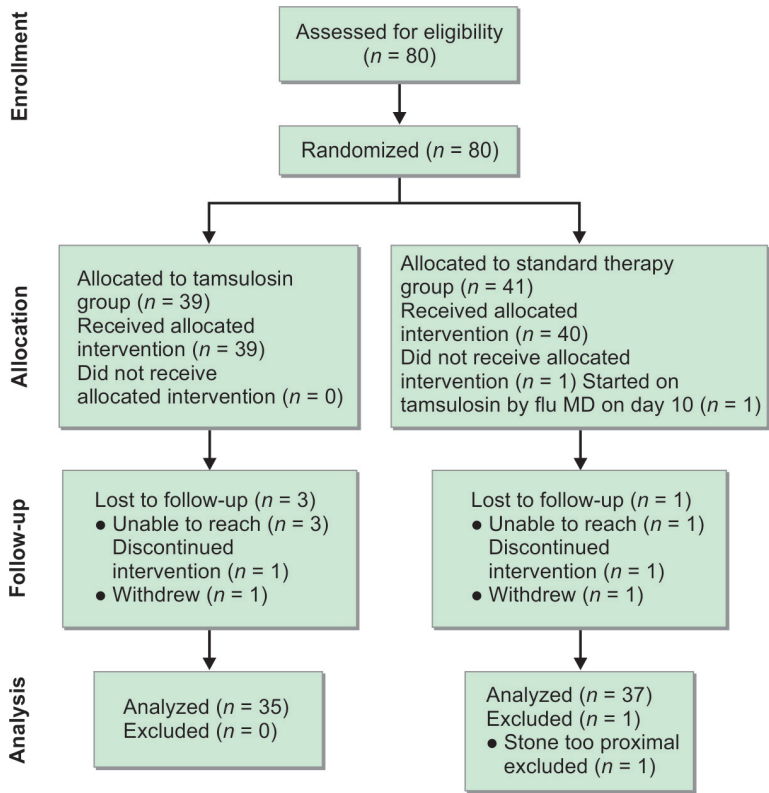 Enrollment
Assessed for eligibility
(n = 80)
Randomized (n = 80)
Allocation
Allocated to tamsulosin
group (n = 39)
Received allocated
intervention (n = 39)
Did not receive
allocated intervention (n = 0)
Allocated to standard therapy
group (n = 41)
Received allocated
intervention (n = 40)
Did not receive allocated
intervention (n = 1) Started on
tamsulosin by flu MD on day 10 (n = 1)
Follow-up
Lost to follow-up (n = 3)
● Unable to reach (n = 3)
Discontinued
intervention (n = 1)
● Withdrew (n = 1)
Lost to follow-up (n = 1)
● Unable to reach (n = 1)
Discontinued
intervention (n = 1)
● Withdrew (n = 1)
Analysis
Analyzed (n = 35)
Excluded (n = 0)
Analyzed (n = 37)
Excluded (n = 1)
● Stone too proximal
excluded (n = 1)